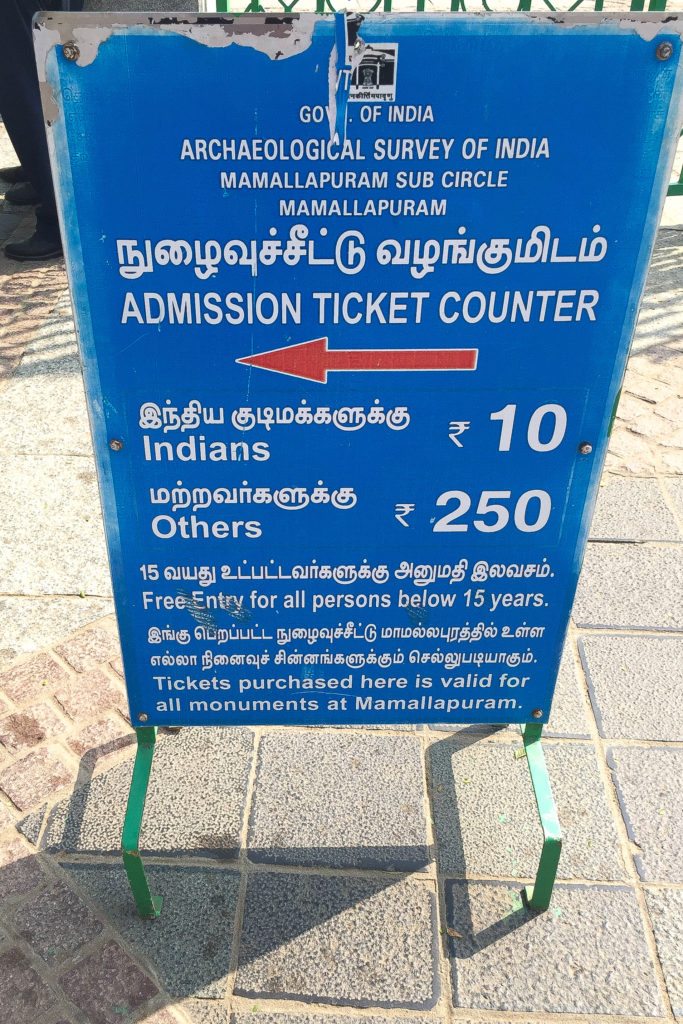 OF INDIA
ARCHAEOLOGICAL SURVEY OF INDIA
MAMALLAPURAM SUB CIRCLE
MAMALLAPURAM
நுழைவுச்சீட்டு வழங்குமிடம்
ADMISSION TICKET COUNTER
இந்திய குடிமக்களுக்கு
Indians ₹ 10
மற்றவர்களுக்கு
Others ₹ 250
15 வயது உட்பட்டவர்களுக்கு அனுமதி இலவசம்.
Free Entry for all persons below 15 years.
இங்கு பெறப்பட்ட நுழைவுச்சீட்டு மாமல்லபுரத்தில் உள்ள
எல்லா நினைவுச் சின்னங்களுக்கும் செல்லுபடியாகும்.
Tickets purchased here is valid for
all monuments at Mamallapuram.